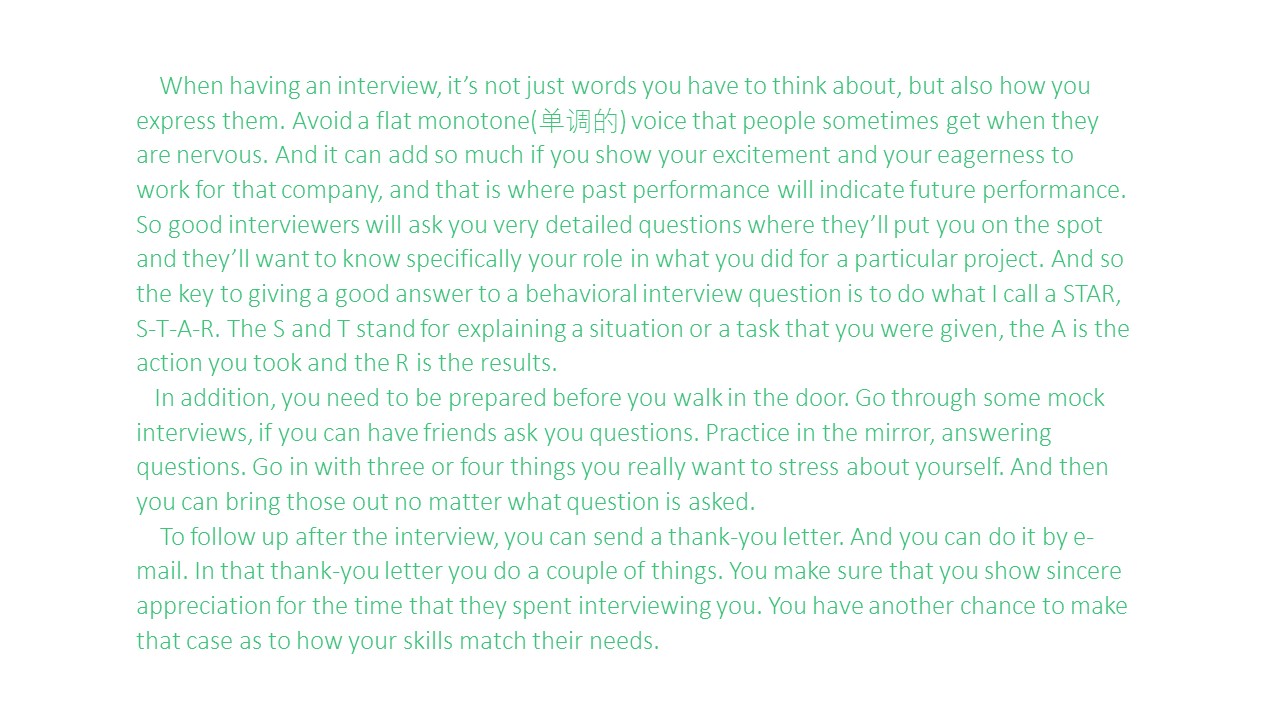 When having an interview, it’s not just words you have to think about, but also how you
express them. Avoid a flat monotone(单调的) voice that people sometimes get when they
are nervous. And it can add so much if you show your excitement and your eagerness to
work for that company, and that is where past performance will indicate future performance.
So good interviewers will ask you very detailed questions where they’ll put you on the spot
and they’ll want to know specifically your role in what you did for a particular project. And so
the key to giving a good answer to a behavioral interview question is to do what I call a STAR,
S-T-A-R. The S and T stand for explaining a situation or a task that you were given, the A is the
action you took and the R is the results.
In addition, you need to be prepared before you walk in the door. Go through some mock
interviews, if you can have friends ask you questions. Practice in the mirror, answering
questions. Go in with three or four things you really want to stress about yourself. And then
you can bring those out no matter what question is asked.
To follow up after the interview, you can send a thank-you letter. And you can do it by e-
mail. In that thank-you letter you do a couple of things. You make sure that you show sincere
appreciation for the time that they spent interviewing you. You have another chance to make
that case as to how your skills match their needs.